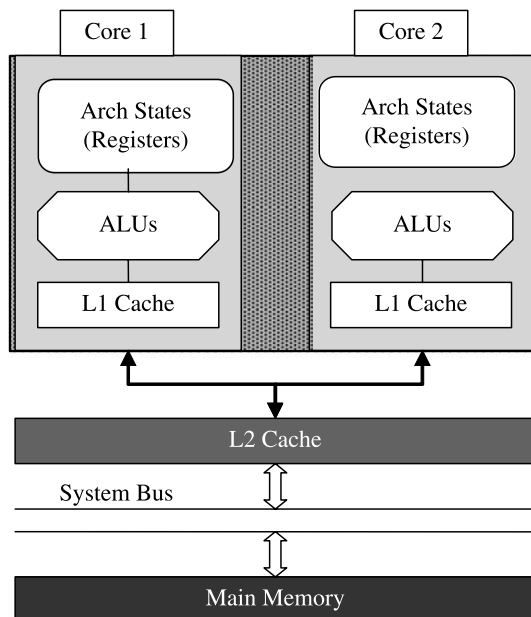 Core 1
Core 2
Arch States
(Registers)
Arch States
(Registers)
ALUs
ALUs
L1 Cache
L1 Cache
L2 Cache
System Bus
Main Memory